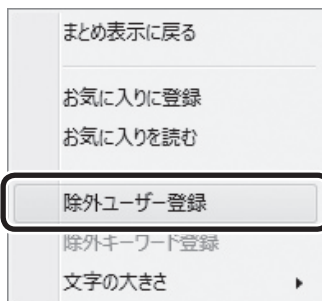 まとめ表示に戻る
お気に入りに登録
お気に入りを読む
除外ユーザー登録
除外キーワード登録
文字の大きさ